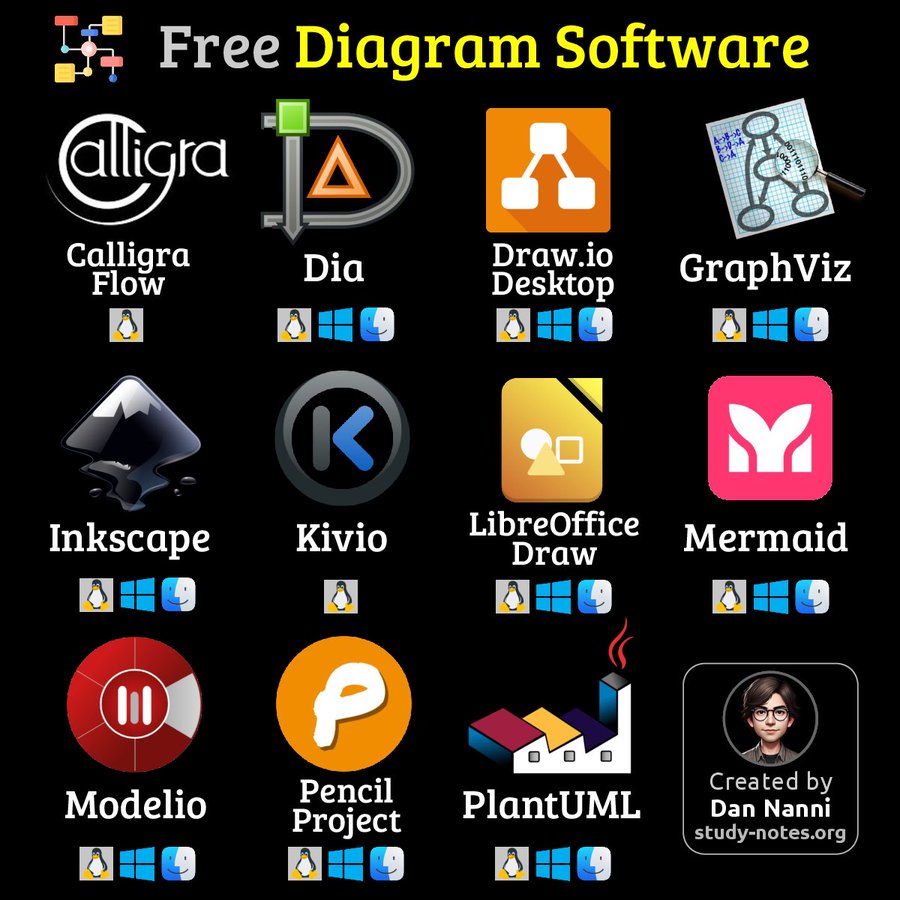 Free Diagram Software
Calligra
A->B->C
B->D->A
C->A
Calligra
Flow
Dia
Draw.io
Desktop
GraphViz
Inkscape
Kivio
LibreOffice
Draw
Mermaid
Modelio
Pencil
Project
PlantUML
Created by
Dan Nanni
study-notes.org